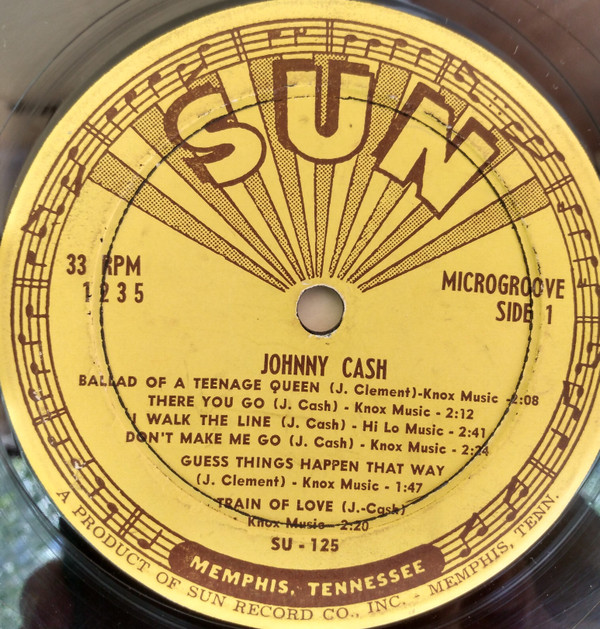 SUN
33 RPM
1235
MICROGROOVE
SIDE 1
JOHNNY CASH
BALLAD OF A TEENAGE QUEEN (J. Clement)-Knox Music -2:08
THERE YOU GO (J. Cash) - Knox Music - 2:12
I WALK THE LINE (J. Cash) - Hi Lo Music - 2:41
DON'T MAKE ME GO (J. Cash) - Knox Music - 2:24
GUESS THINGS HAPPEN THAT WAY
(J. Clement) - Knox Music - 1:47
TRAIN OF LOVE (J.-Cash)
Knox Music - 2:20
SU - 125
MEMPHIS, TENNESSEE
A PRODUCT OF SUN RECORD CO., INC. - MEMPHIS, TENN.